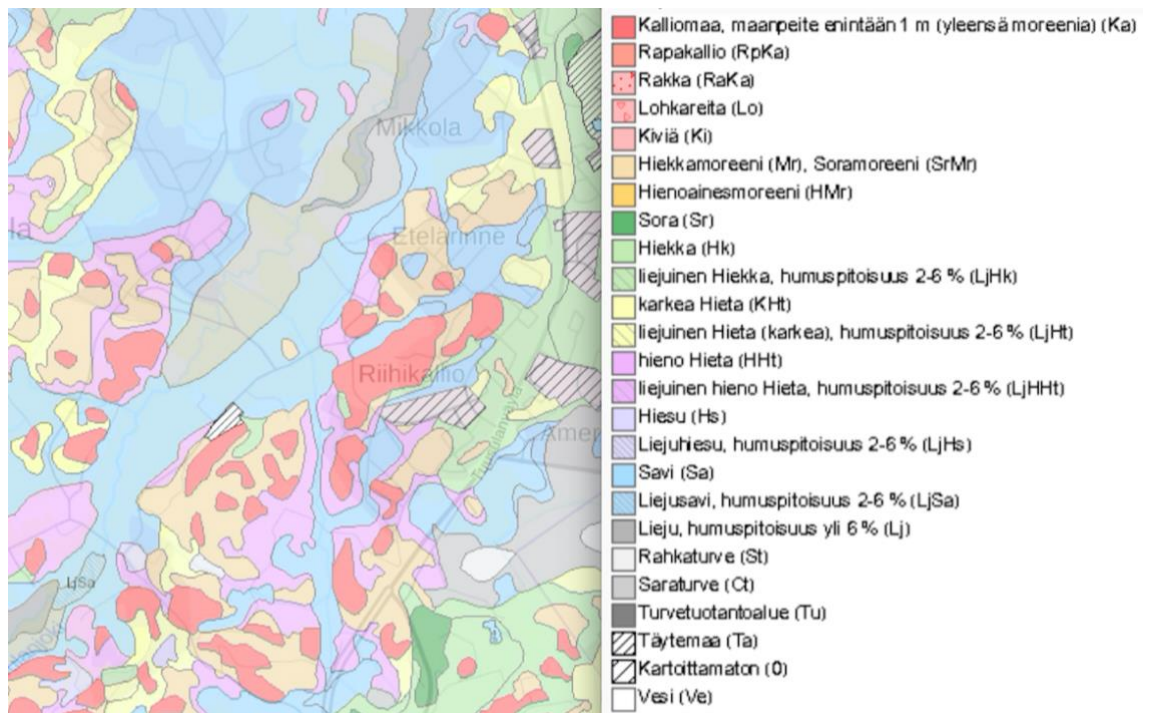 Mikkola
la
Etelärinne
Riihikallio
Amer
LjSa
Kalliomaa, maanpeite enintään 1 m (yleensä moreenia) (Ka)
Rapakallio (RpKa)
Rakka (RaKa)
Lohkareita (Lo)
Kiviä (Ki)
Hiekkamoreeni (Mr), Soramoreeni (SrMr)
Hienoainesmoreeni (HMr)
Sora (Sr)
Hiekka (Hk)
liejuinen Hiekka, humuspitoisuus 2-6 % (LjHk)
karkea Hieta (KHt)
liejuinen Hieta (karkea), humuspitoisuus 2-6 % (LjHt)
hieno Hieta (HHt)
liejuinen hieno Hieta, humuspitoisuus 2-6 % (LjHHt)
Hiesu (Hs)
Liejuhiesu, humuspitoisuus 2-6 % (LjHs)
Savi (Sa)
Liejusavi, humuspitoisuus 2-6 % (LjSa)
Lieju, humuspitoisuus yli 6 % (Lj)
Rahkaturve (St)
Saraturve (Ct)
Turvetuotantoalue (Tu)
Täytemaa (Ta)
Kartoittamaton (0)
Vesi (Ve)